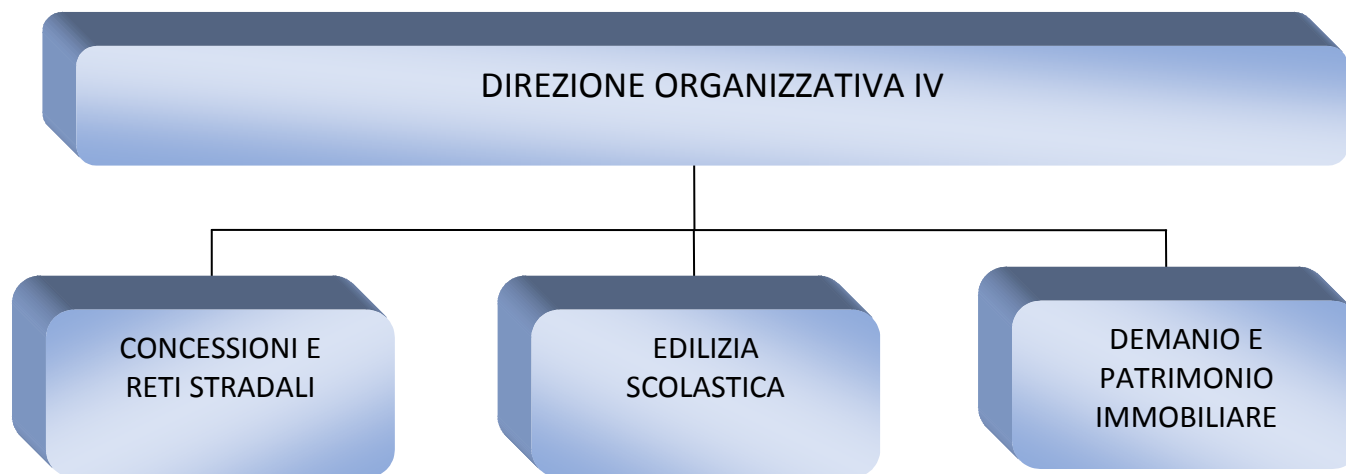 DIREZIONE ORGANIZZATIVA IV
CONCESSIONI E
RETI STRADALI
EDILIZIA
SCOLASTICA
DEMANIO E
PATRIMONIO
IMMOBILIARE